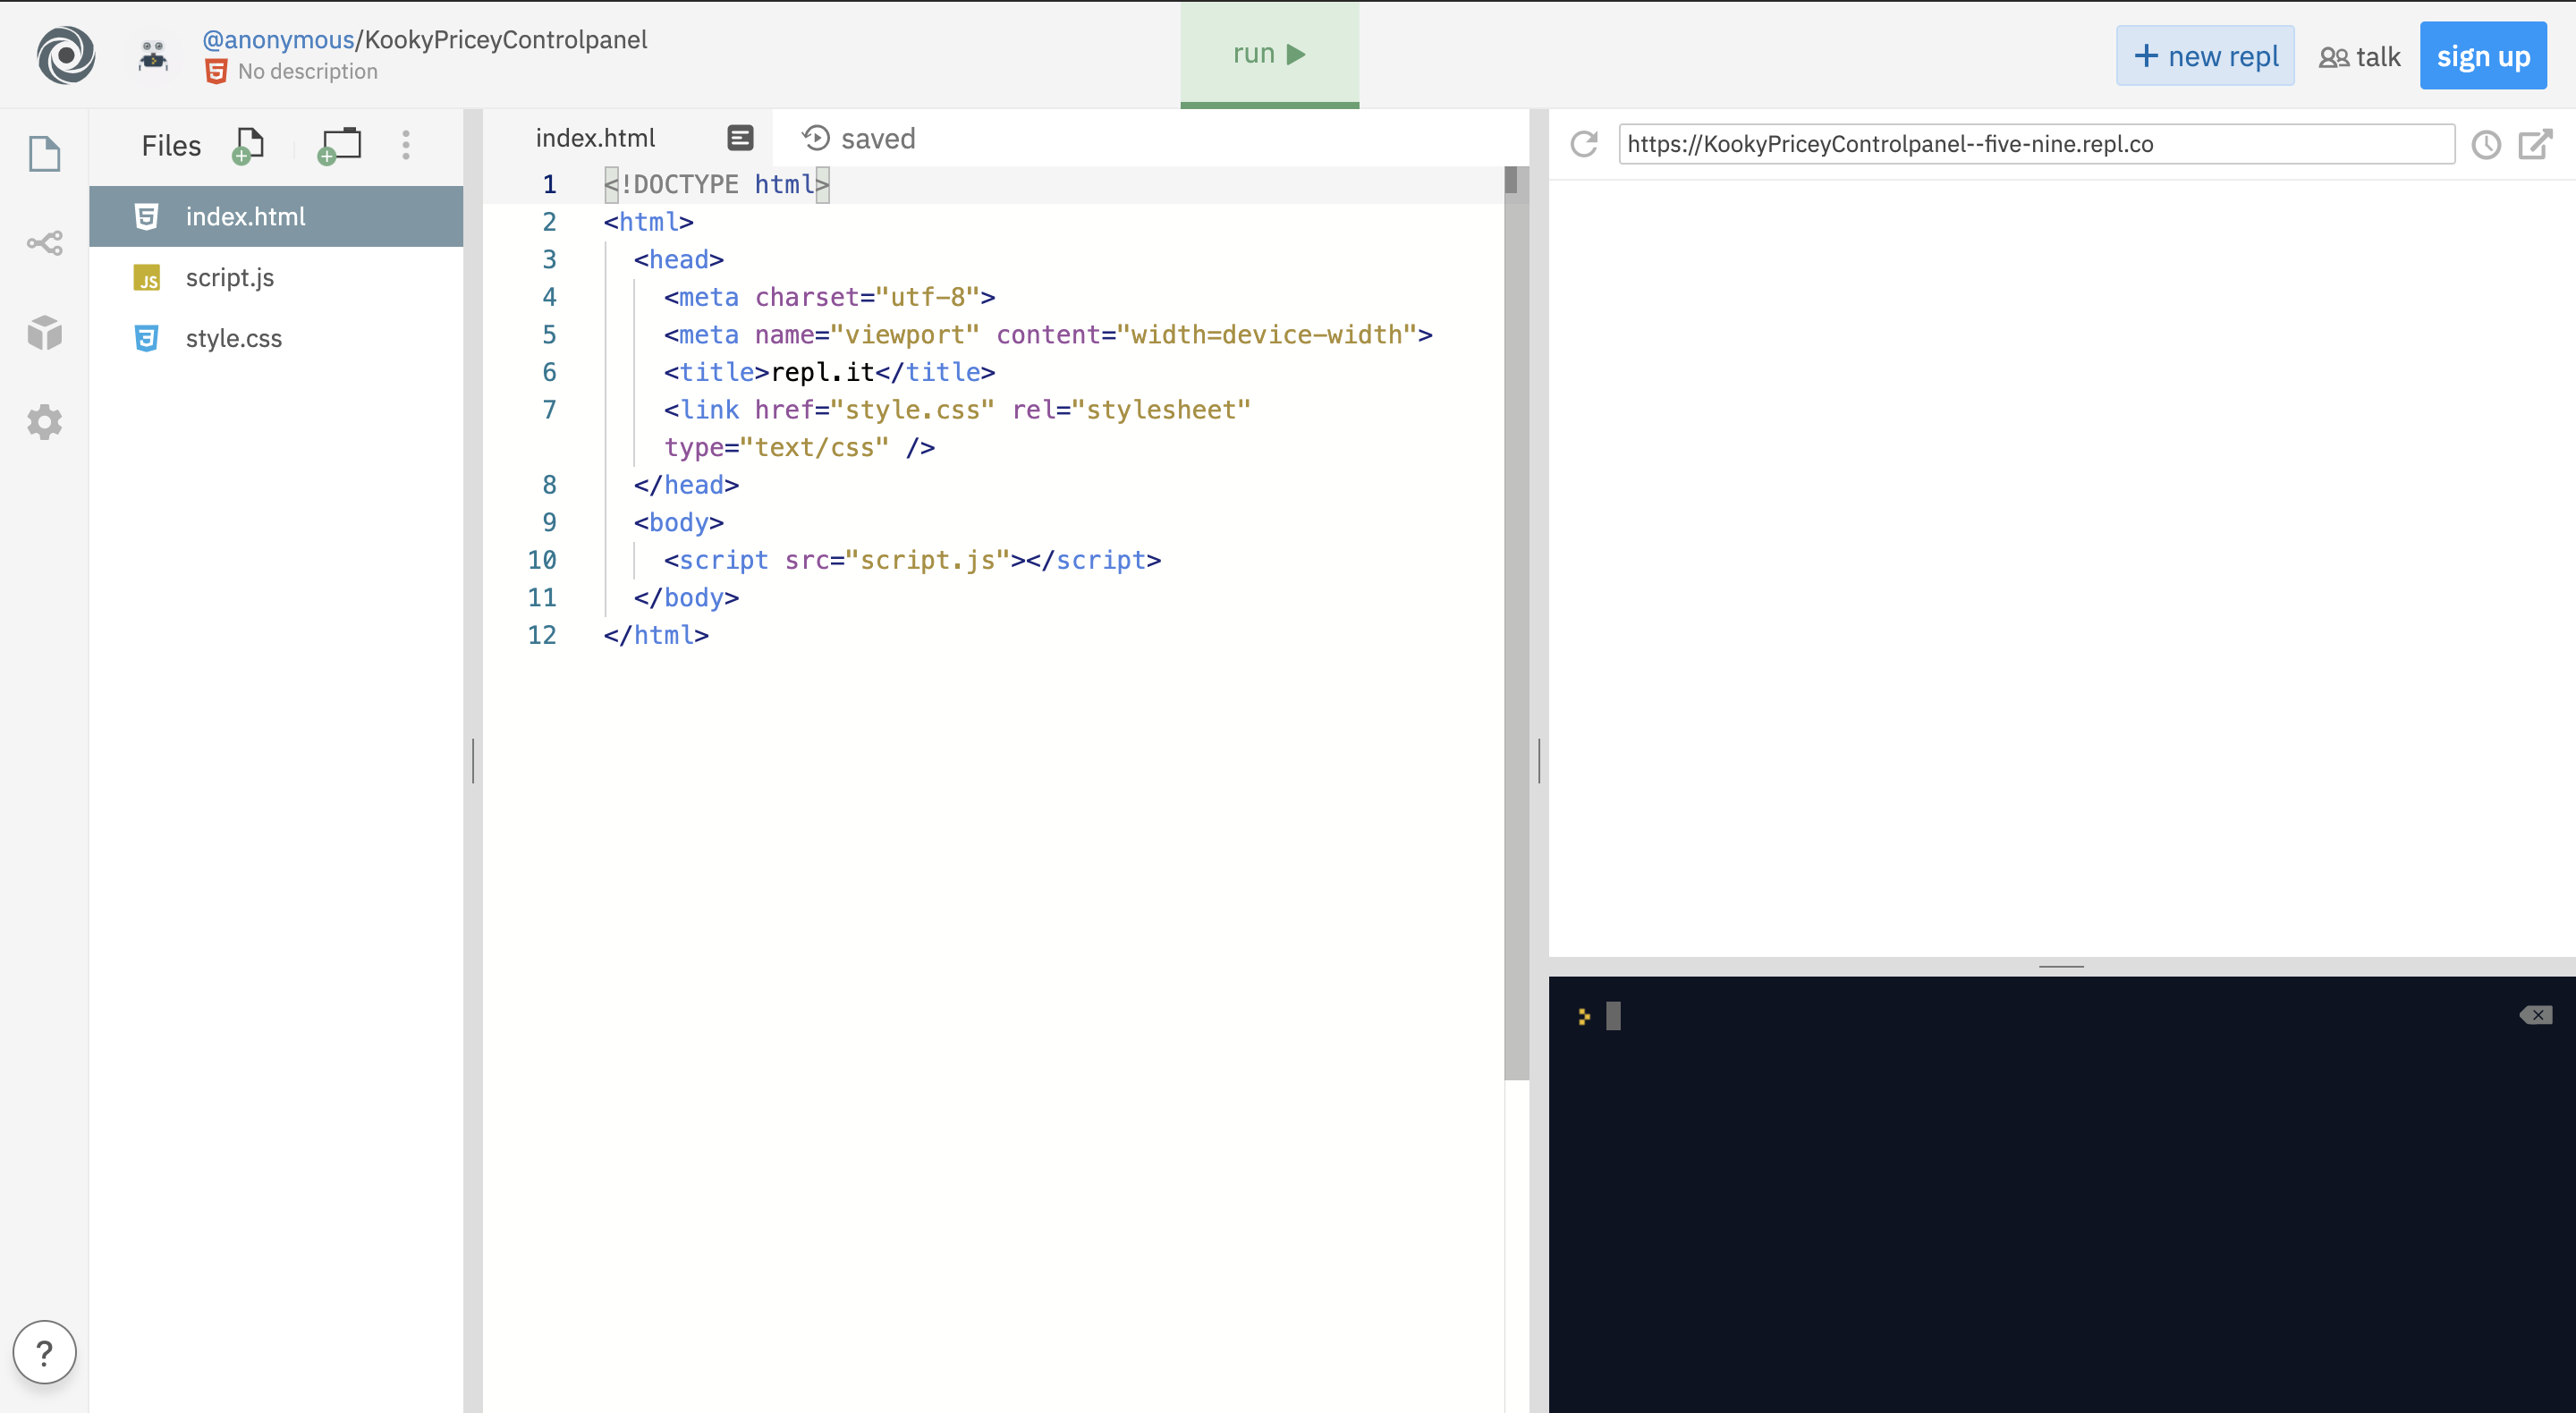 @anonymous/KookyPriceyControlpanel
No description
run
+ new repl
talk
sign up
Files
index.html
script.js
style.css
index.html
saved
1 <!DOCTYPE html>
2 <html>
3 <head>
4 <meta charset="utf-8">
5 <meta name="viewport" content="width=device-width">
6 <title>repl.it</title>
7 <link href="style.css" rel="stylesheet"
type="text/css" />
8 </head>
9 <body>
10 <script src="script.js"></script>
11 </body>
12 </html>
https://KookyPriceyControlpanel--five-nine.repl.co
?